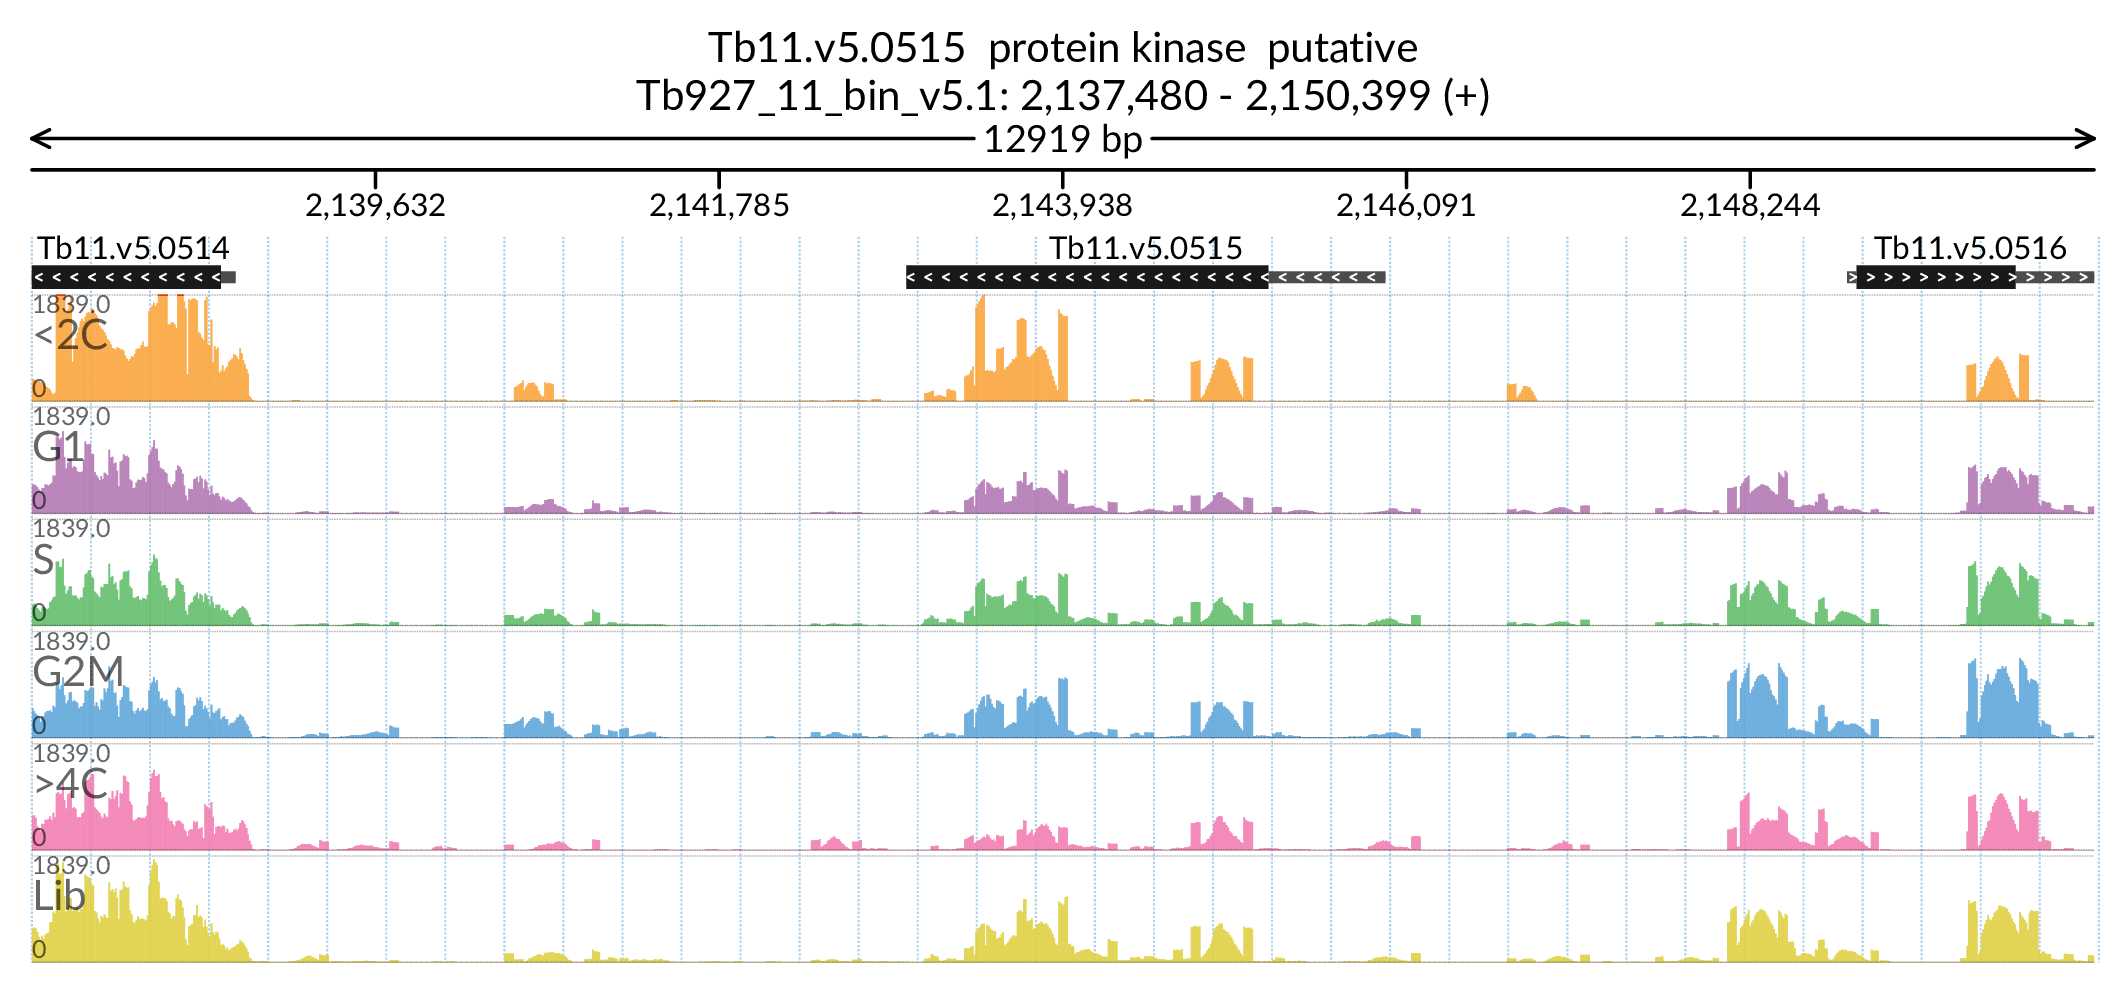 Tb11.v5.0515 protein kinase putative
Tb927_11_bin_v5.1: 2,137,480 - 2,150,399 (+)
12919 bp
2,139,632 2,141,785 2,143,938 2,146,091 2,148,244
Tb11.v5.0514 Tb11.v5.0515 Tb11.v5.0516
1839.0
<2C
0
1839.0
G1
0
1839.0
S
0
1839.0
G2M
0
1839.0
>4C
0
1839.0
Lib
0